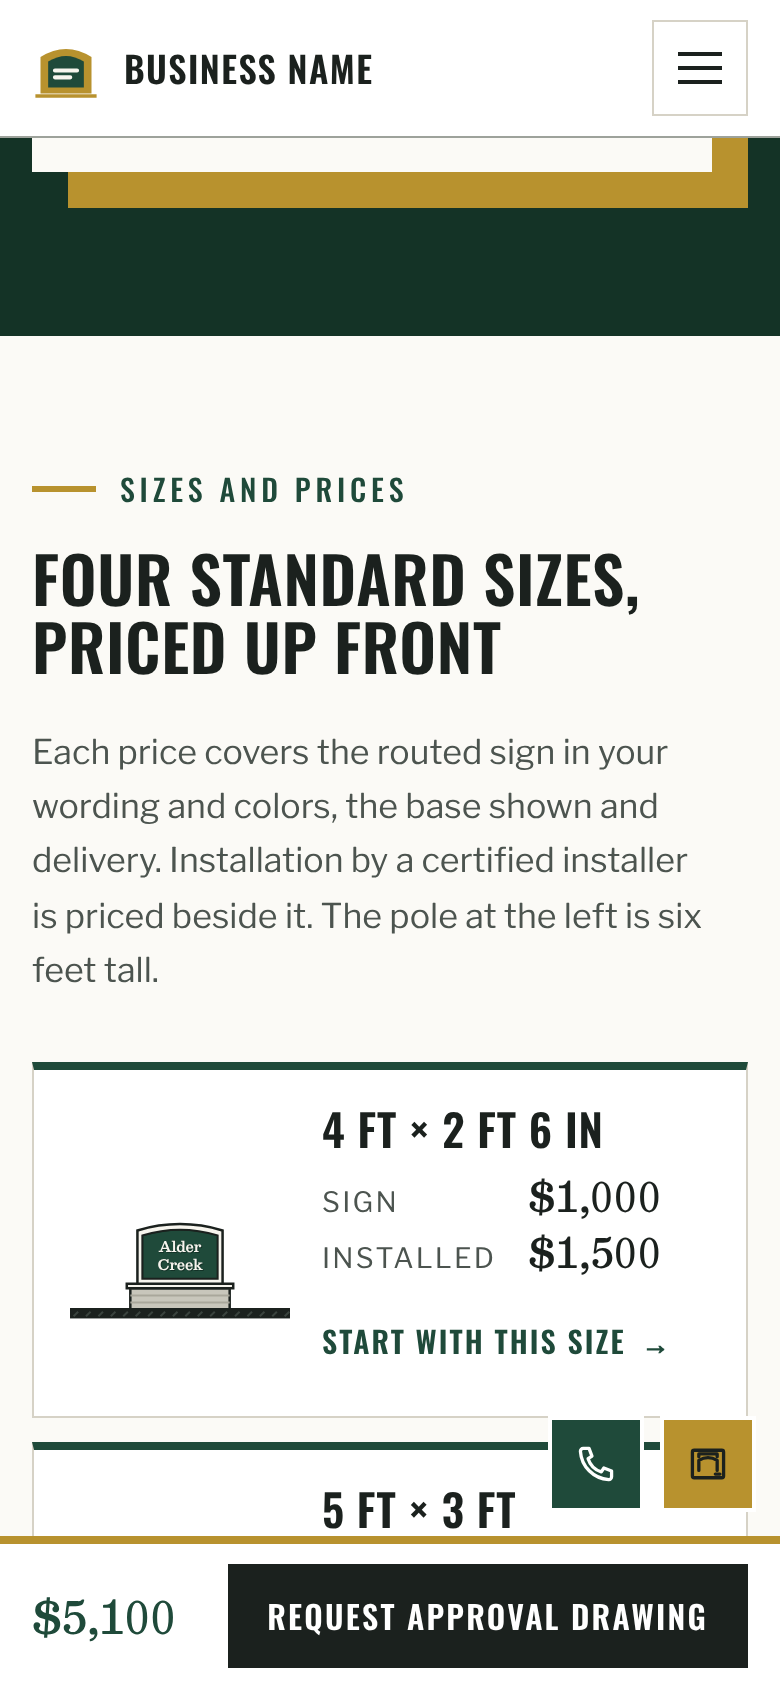 BUSINESS NAME
SIZES AND PRICES
FOUR STANDARD SIZES,
PRICED UP FRONT
Each price covers the routed sign in your
wording and colors, the base shown and
delivery. Installation by a certified installer
is priced beside it. The pole at the left is six
feet tall.
4 FT × 2 FT 6 IN
SIGN $1,000
INSTALLED $1,500
Alder
Creek
START WITH THIS SIZE →
5 FT × 3 FT
$5,100
REQUEST APPROVAL DRAWING